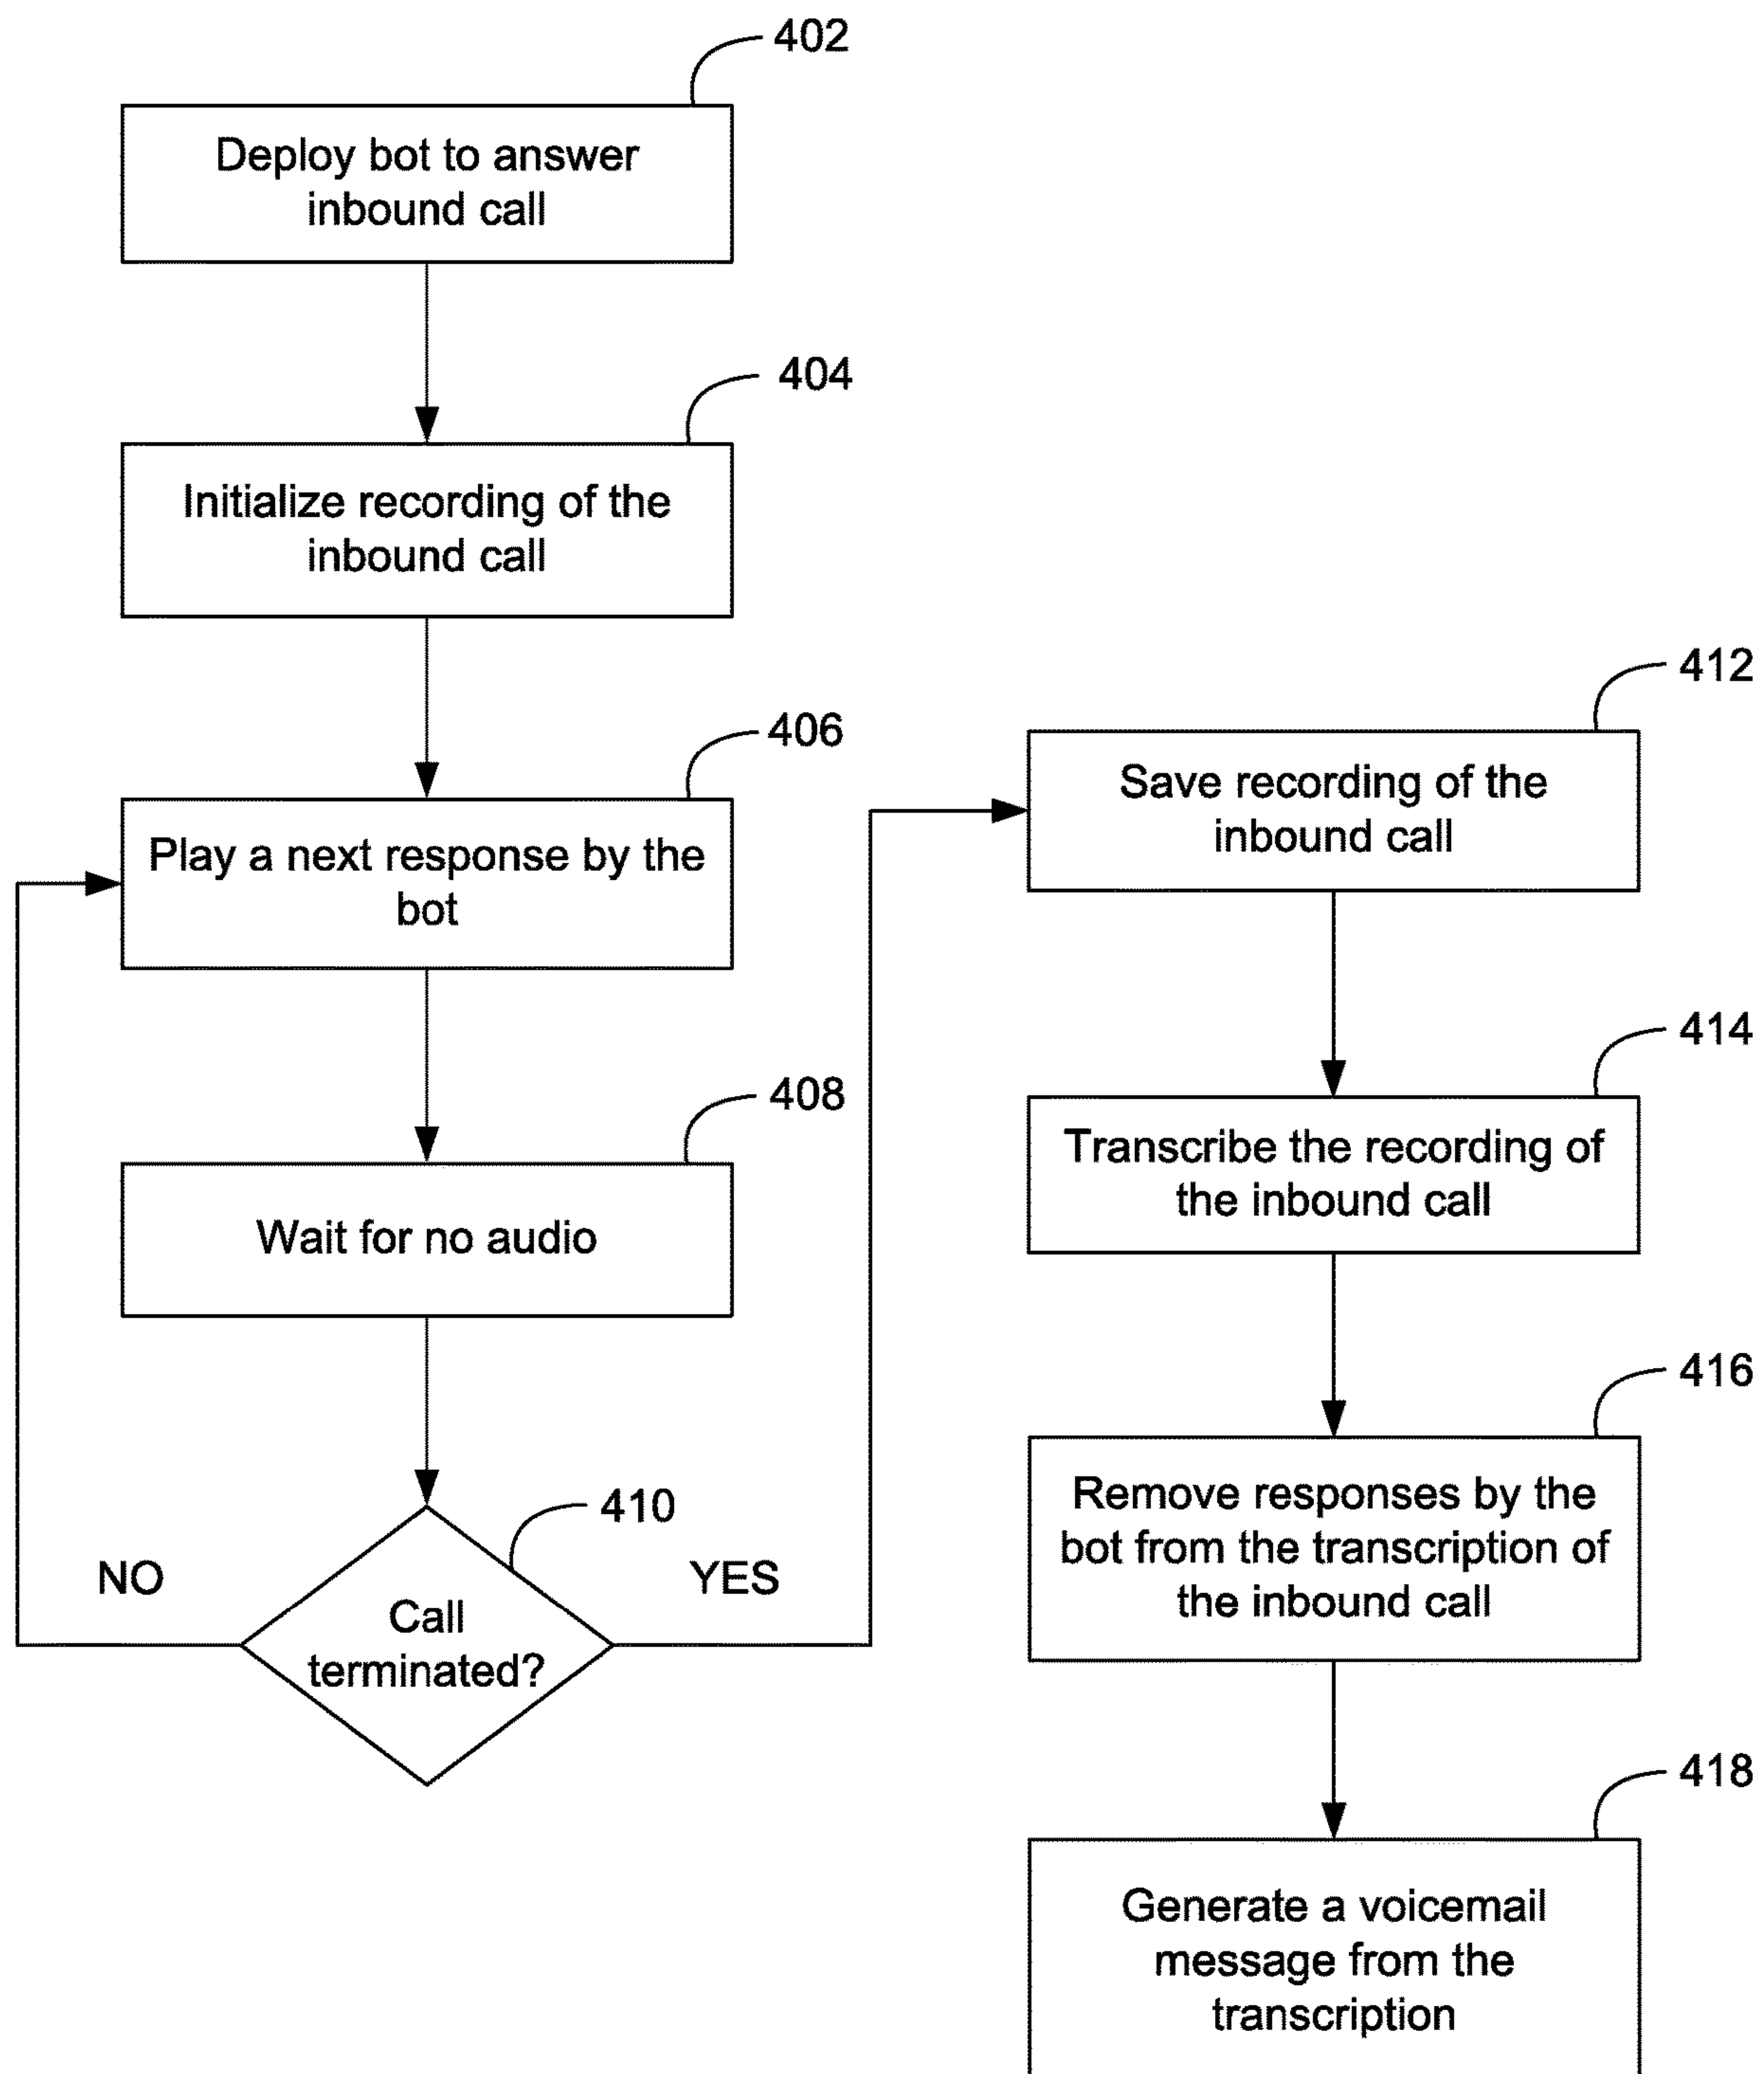 402
Deploy bot to answer
inbound call
404
Initialize recording of the
inbound call
406
Play a next response by the
bot
408
Wait for no audio
410
NO
YES
Call
terminated?
412
Save recording of the
inbound call
414
Transcribe the recording of
the inbound call
416
Remove responses by the
bot from the transcription of
the inbound call
418
Generate a voicemail
message from the
transcription